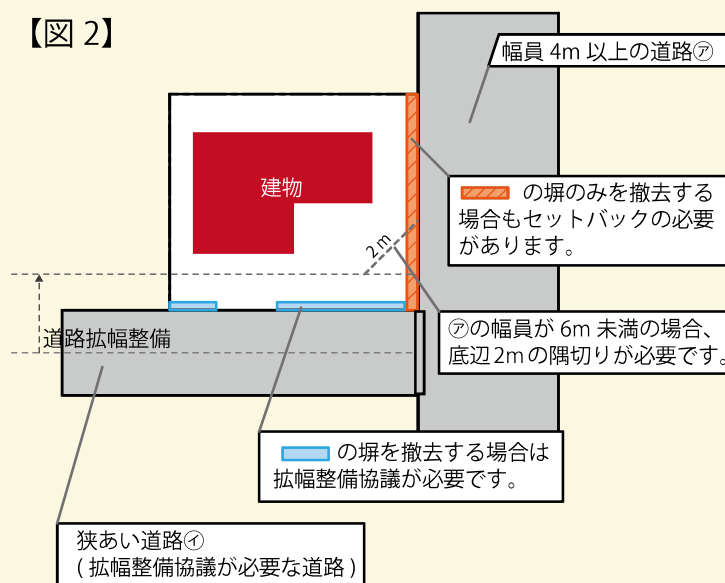 【図 2】
幅員 4m 以上の道路㋐
建物
の塀のみを撤去する
場合もセットバックの必要
があります。
2 m
道路拡幅整備
㋐の幅員が 6m 未満の場合、
底辺 2m の隅切りが必要です。
の塀を撤去する場合は
拡幅整備協議が必要です。
狭あい道路㋑
( 拡幅整備協議が必要な道路 )